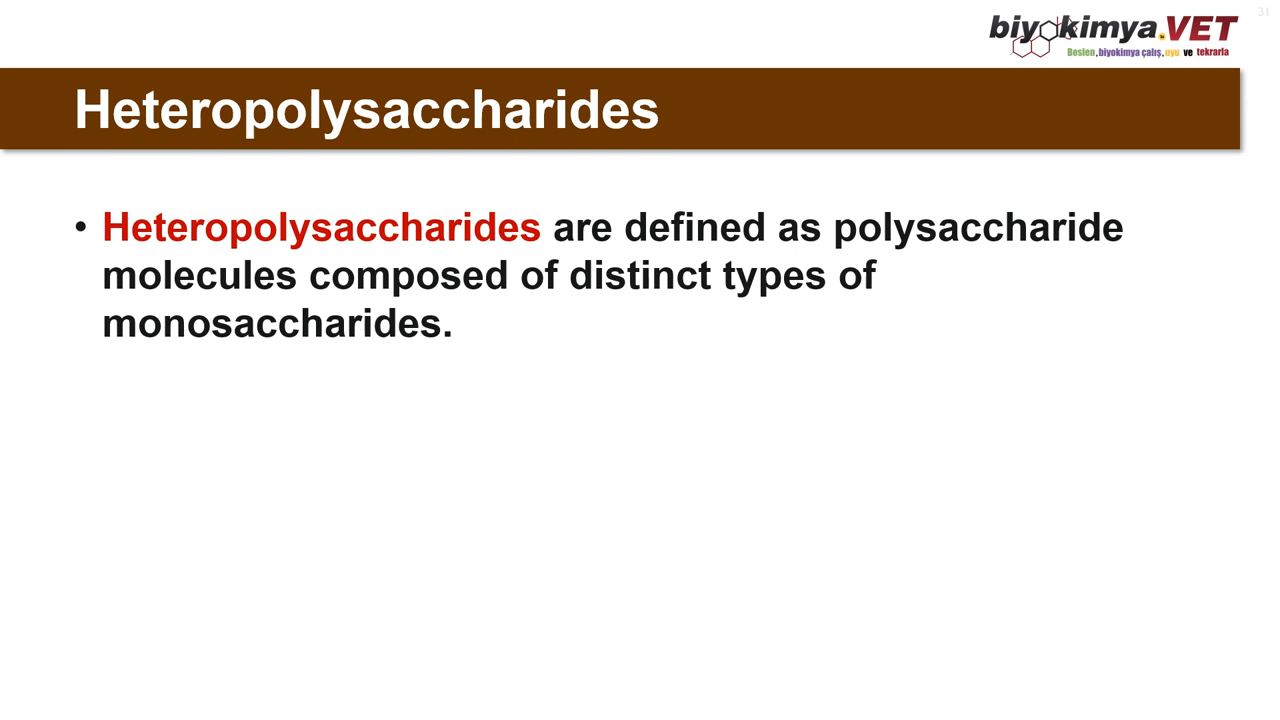 31
biyokimya.VET
Beslen, biyokimya çalış, uyu ve tekrarla
Heteropolysaccharides
• Heteropolysaccharides are defined as polysaccharide
molecules composed of distinct types of
monosaccharides.